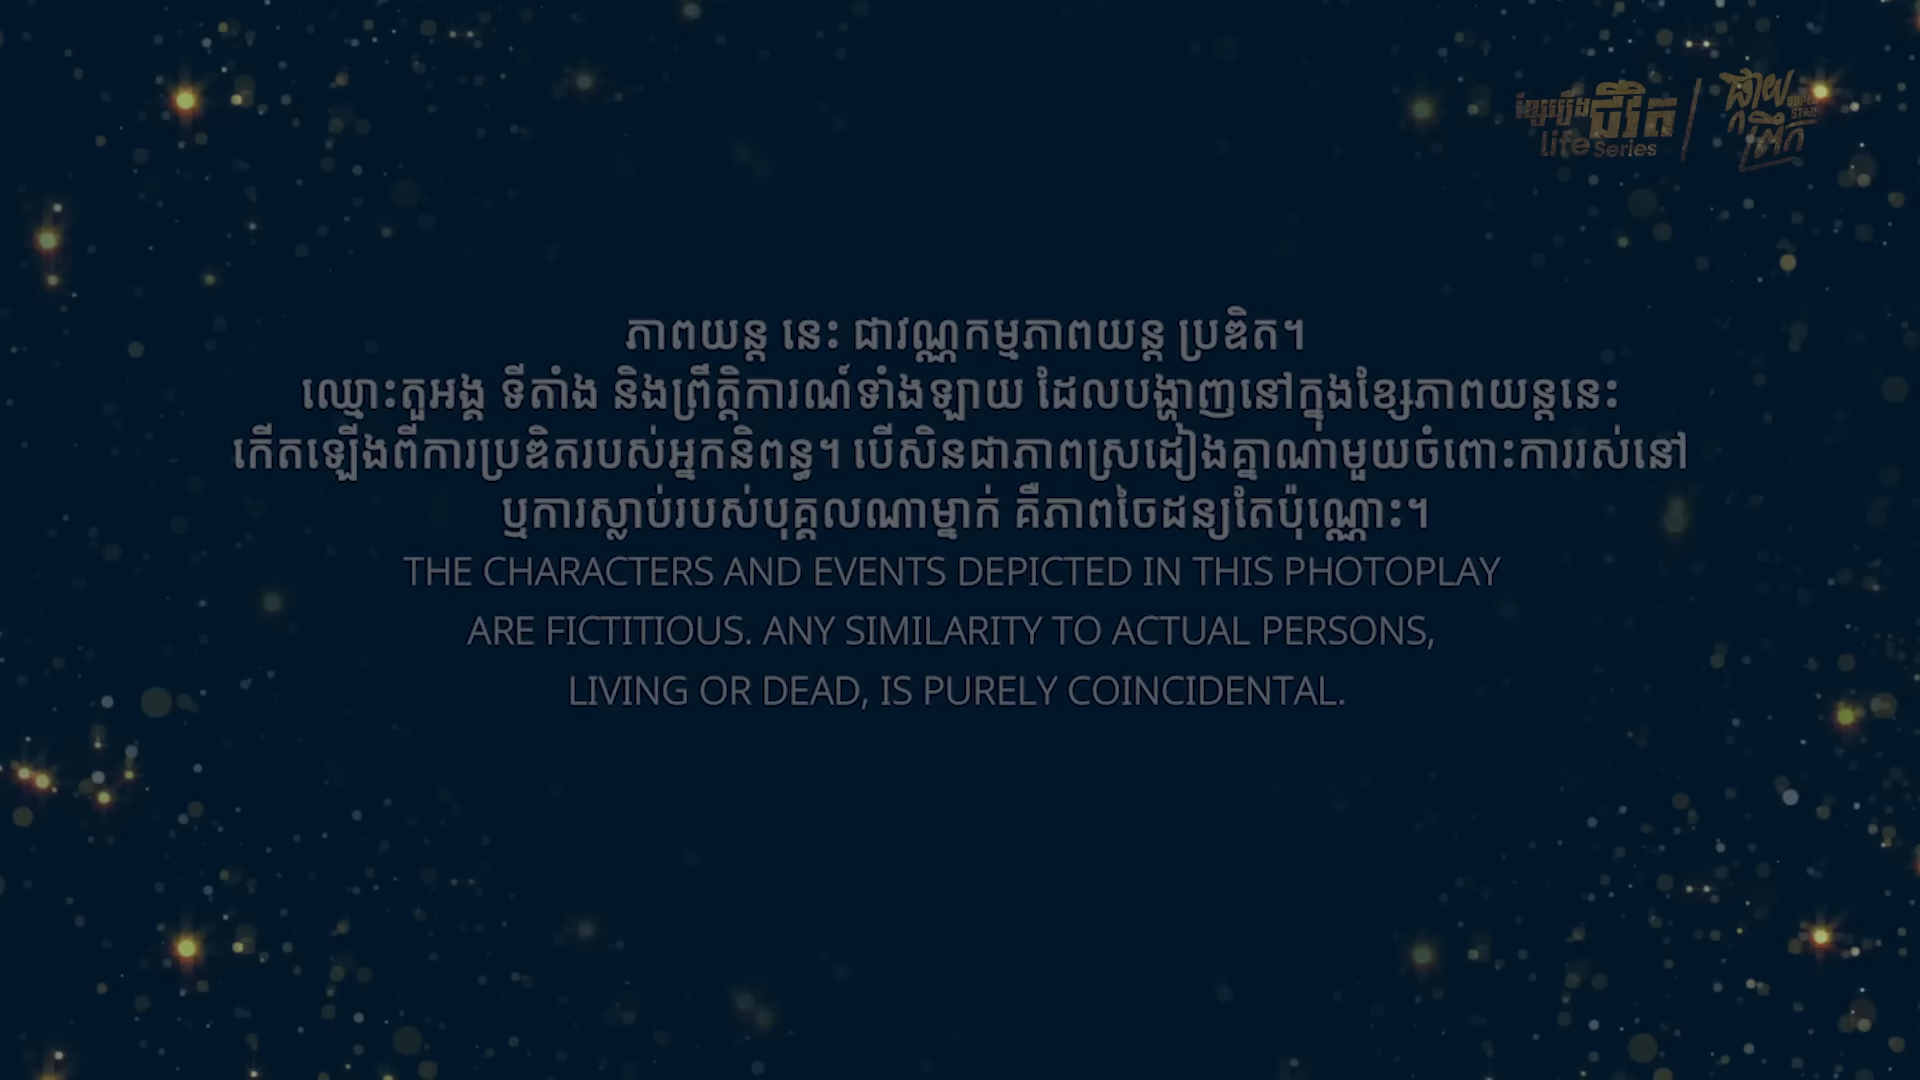 ខ្សែរឿងជីវិត
life Series
ផ្កាយព្រឹក
SUPER STAR
ភាពយន្ត នេះ ជាវណ្ណកម្មភាពយន្ត ប្រឌិត។
ឈ្មោះតួអង្គ ទីតាំង និងព្រឹត្តិការណ៍ទាំងឡាយ ដែលបង្ហាញនៅក្នុងខ្សែភាពយន្តនេះ
កើតឡើងពីការប្រឌិតរបស់អ្នកនិពន្ធ។ បើសិនជាភាពស្រដៀងគ្នាណាមួយចំពោះការរស់នៅ
ឬការស្លាប់របស់បុគ្គលណាម្នាក់ គឺភាពចៃដន្យតែប៉ុណ្ណោះ។
THE CHARACTERS AND EVENTS DEPICTED IN THIS PHOTOPLAY
ARE FICTITIOUS. ANY SIMILARITY TO ACTUAL PERSONS,
LIVING OR DEAD, IS PURELY COINCIDENTAL.